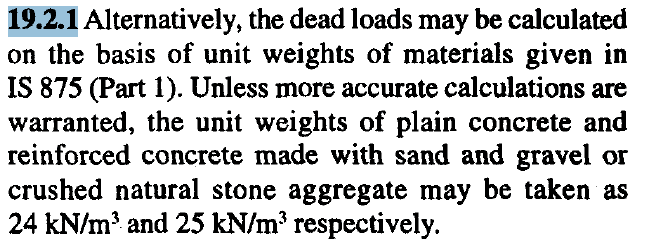 19.2.1 Alternatively, the dead loads may be calculated
on the basis of unit weights of materials given in
IS 875 (Part 1). Unless more accurate calculations are
warranted, the unit weights of plain concrete and
reinforced concrete made with sand and gravel or
crushed natural stone aggregate may be taken as
24 kN/m³ and 25 kN/m³ respectively.